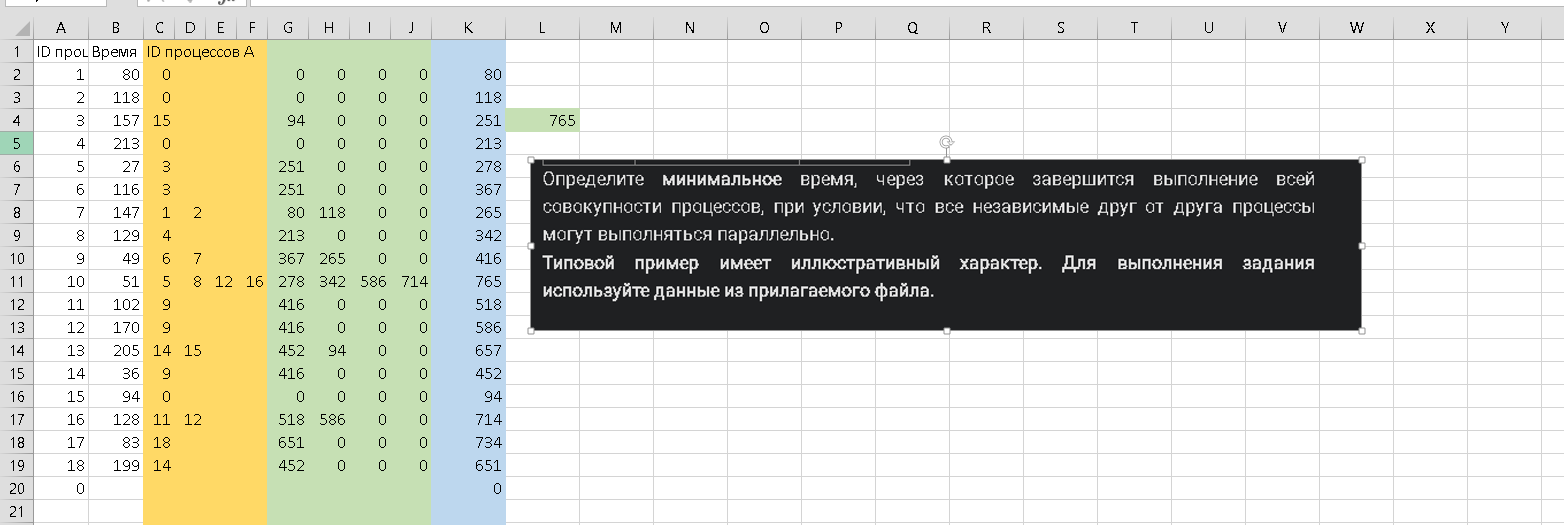 A B C D E F G H I J K L M N O P Q R S T U V W X Y
1 ID проц Время ID процессов А
2 1 80 0 0 0 0 0 80
3 2 118 0 0 0 0 0 118
4 3 157 15 94 0 0 0 251 765
5 4 213 0 0 0 0 0 213
6 5 27 3 251 0 0 0 278
7 6 116 3 251 0 0 0 367
8 7 147 1 2 80 118 0 0 265
9 8 129 4 213 0 0 0 342
10 9 49 6 7 367 265 0 0 416
11 10 51 5 8 12 16 278 342 586 714 765
12 11 102 9 416 0 0 0 518
13 12 170 9 416 0 0 0 586
14 13 205 14 15 452 94 0 0 657
15 14 36 9 416 0 0 0 452
16 15 94 0 0 0 0 0 94
17 16 128 11 12 518 586 0 0 714
18 17 83 18 651 0 0 0 734
19 18 199 14 452 0 0 0 651
20 0 0
21
Определите минимальное время, через которое завершится выполнение всей
совокупности процессов, при условии, что все независимые друг от друга процессы
могут выполняться параллельно.
Типовой пример имеет иллюстративный характер. Для выполнения задания
используйте данные из прилагаемого файла.